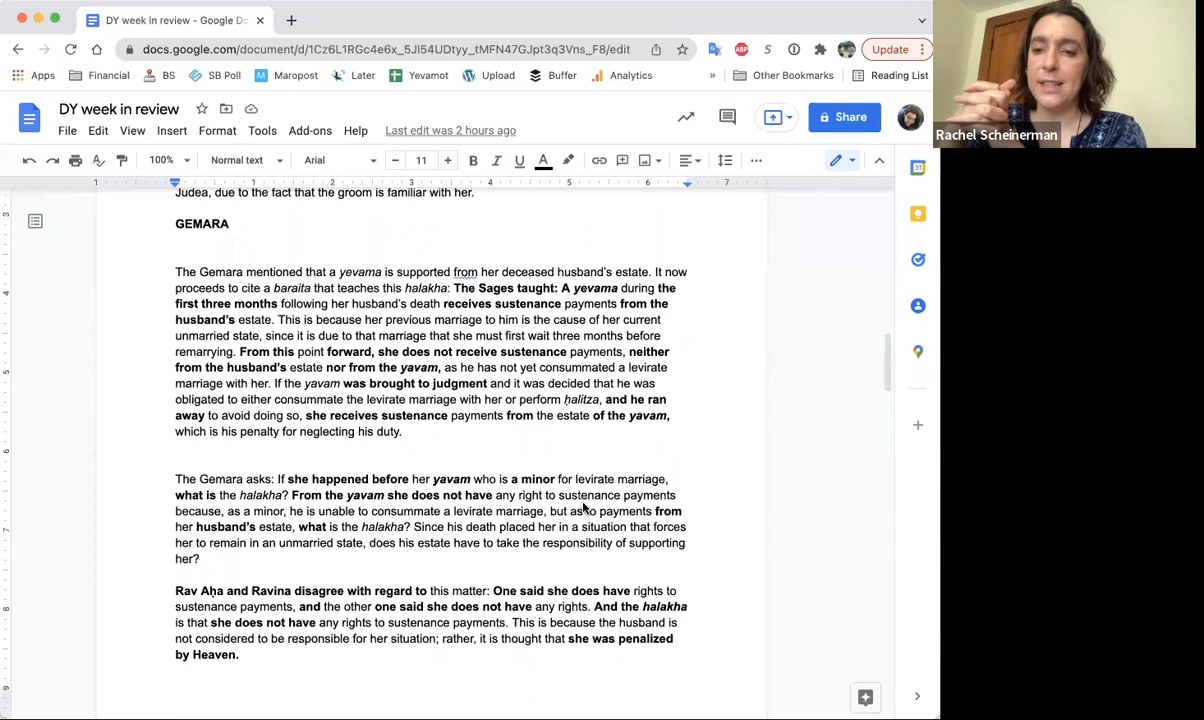 DY week in review - Google Do
docs.google.com/document/d/1Cz6L1RGc4e6x_5Jl54UDtyy_tMFN47GJpt3q3Vns_F8/edit
Update
Apps Financial BS SB Poll Maropost Later Yevamot Upload Buffer Analytics » Other Bookmarks Reading List
DY week in review
File Edit View Insert Format Tools Add-ons Help Last edit was 2 hours ago
Share
Rachel Scheinerman
100% Normal text Arial 11 B I U A
1 1 2 3 4 5 6 7
Judea, due to the fact that the groom is familiar with her.
GEMARA
The Gemara mentioned that a yevama is supported from her deceased husband's estate. It now
proceeds to cite a baraita that teaches this halakha: The Sages taught: A yevama during the
first three months following her husband's death receives sustenance payments from the
husband's estate. This is because her previous marriage to him is the cause of her current
unmarried state, since it is due to that marriage that she must first wait three months before
remarrying. From this point forward, she does not receive sustenance payments, neither
from the husband's estate nor from the yavam, as he has not yet consummated a levirate
marriage with her. If the yavam was brought to judgment and it was decided that he was
obligated to either consummate the levirate marriage with her or perform ḥalitza, and he ran
away to avoid doing so, she receives sustenance payments from the estate of the yavam,
which is his penalty for neglecting his duty.
The Gemara asks: If she happened before her yavam who is a minor for levirate marriage,
what is the halakha? From the yavam she does not have any right to sustenance payments
because, as a minor, he is unable to consummate a levirate marriage, but as to payments from
her husband's estate, what is the halakha? Since his death placed her in a situation that forces
her to remain in an unmarried state, does his estate have to take the responsibility of supporting
her?
Rav Aḥa and Ravina disagree with regard to this matter: One said she does have rights to
sustenance payments, and the other one said she does not have any rights. And the halakha
is that she does not have any rights to sustenance payments. This is because the husband is
not considered to be responsible for her situation; rather, it is thought that she was penalized
by Heaven.
3
4
5
6
7
8
9